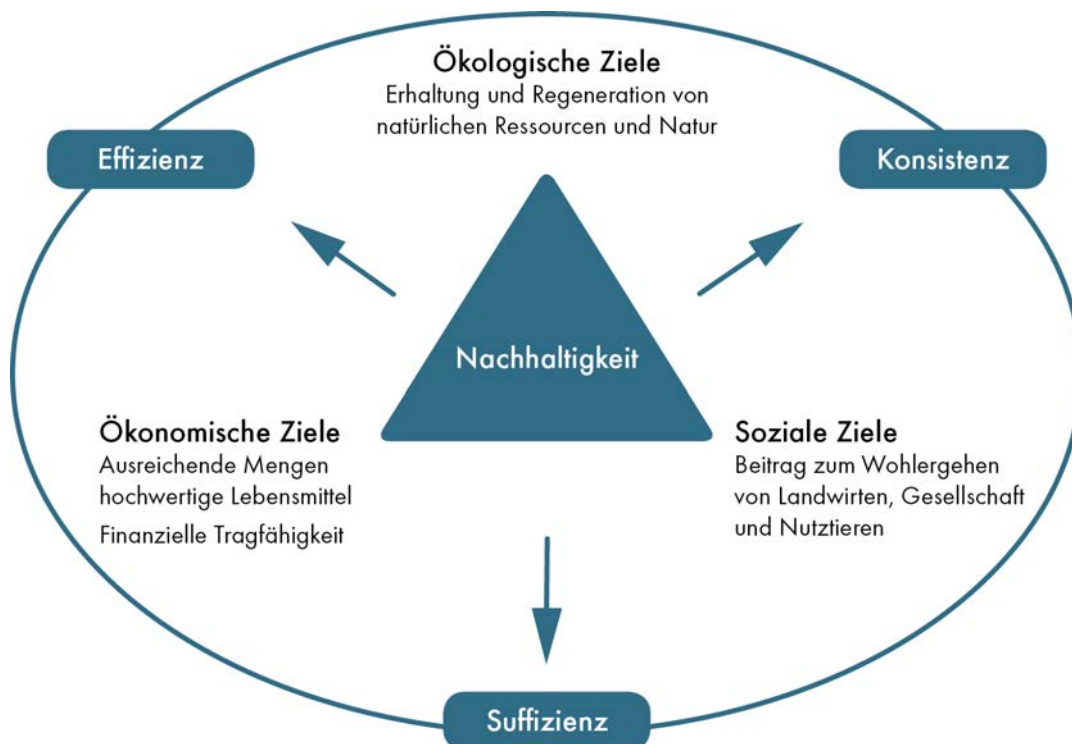 Ökologische Ziele
Erhaltung und Regeneration von
natürlichen Ressourcen und Natur
Effizienz
Konsistenz
Nachhaltigkeit
Ökonomische Ziele
Ausreichende Mengen
hochwertige Lebensmittel
Finanzielle Tragfähigkeit
Soziale Ziele
Beitrag zum Wohlergehen
von Landwirten, Gesellschaft
und Nutztieren
Suffizienz